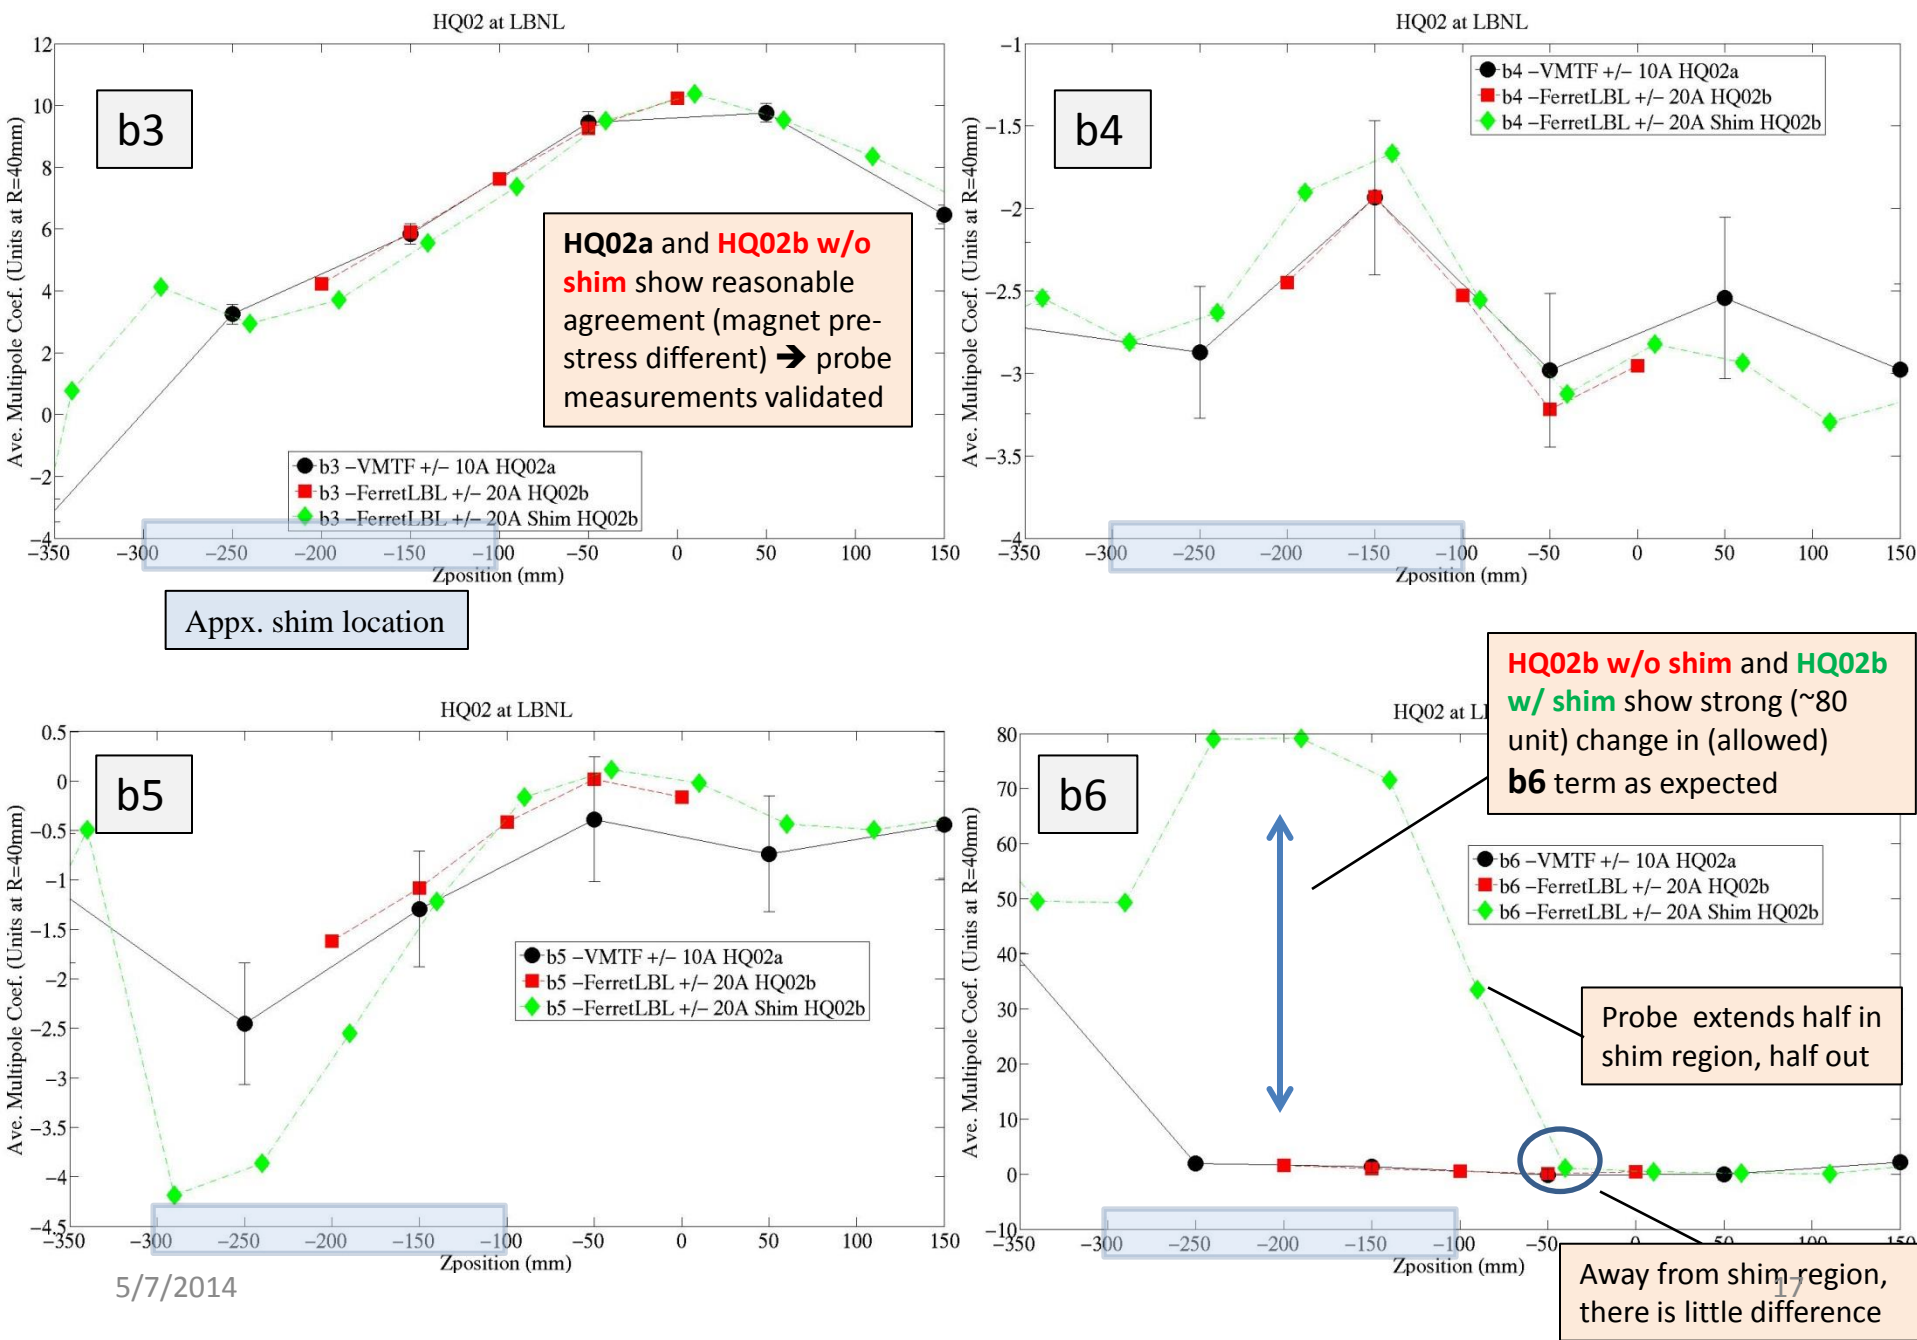 HQ02 at LBNL
12
10
8
6
4
2
0
−2
−4
−350
−300
−250
−200
−150
−100
−50
0
50
100
150
Ave. Multipole Coef. (Units at R=40mm)
Zposition (mm)
b3
HQ02a and HQ02b w/o
shim show reasonable
agreement (magnet pre-
stress different) ➔ probe
measurements validated
b3 −VMTF +/− 10A HQ02a
b3 −FerretLBL +/− 20A HQ02b
b3 −FerretLBL +/− 20A Shim HQ02b
Appx. shim location
HQ02 at LBNL
−1
−1.5
−2
−2.5
−3
−3.5
−4
−350
−300
−250
−200
−150
−100
−50
0
50
100
150
Ave. Multipole Coef. (Units at R=40mm)
Zposition (mm)
b4
b4 −VMTF +/− 10A HQ02a
b4 −FerretLBL +/− 20A HQ02b
b4 −FerretLBL +/− 20A Shim HQ02b
HQ02 at LBNL
0.5
0
−0.5
−1
−1.5
−2
−2.5
−3
−3.5
−4
−4.5
−350
−300
−250
−200
−150
−100
−50
0
50
100
150
Ave. Multipole Coef. (Units at R=40mm)
Zposition (mm)
b5
b5 −VMTF +/− 10A HQ02a
b5 −FerretLBL +/− 20A HQ02b
b5 −FerretLBL +/− 20A Shim HQ02b
HQ02 at
80
70
60
50
40
30
20
10
0
−10
−350
−300
−250
−200
−150
−100
−50
0
50
100
150
Ave. Multipole Coef. (Units at R=40mm)
Zposition (mm)
b6
HQ02b w/o shim and HQ02b
w/ shim show strong (~80
unit) change in (allowed)
b6 term as expected
b6 −VMTF +/− 10A HQ02a
b6 −FerretLBL +/− 20A HQ02b
b6 −FerretLBL +/− 20A Shim HQ02b
Probe extends half in
shim region, half out
Away from shim region,
there is little difference
5/7/2014
17